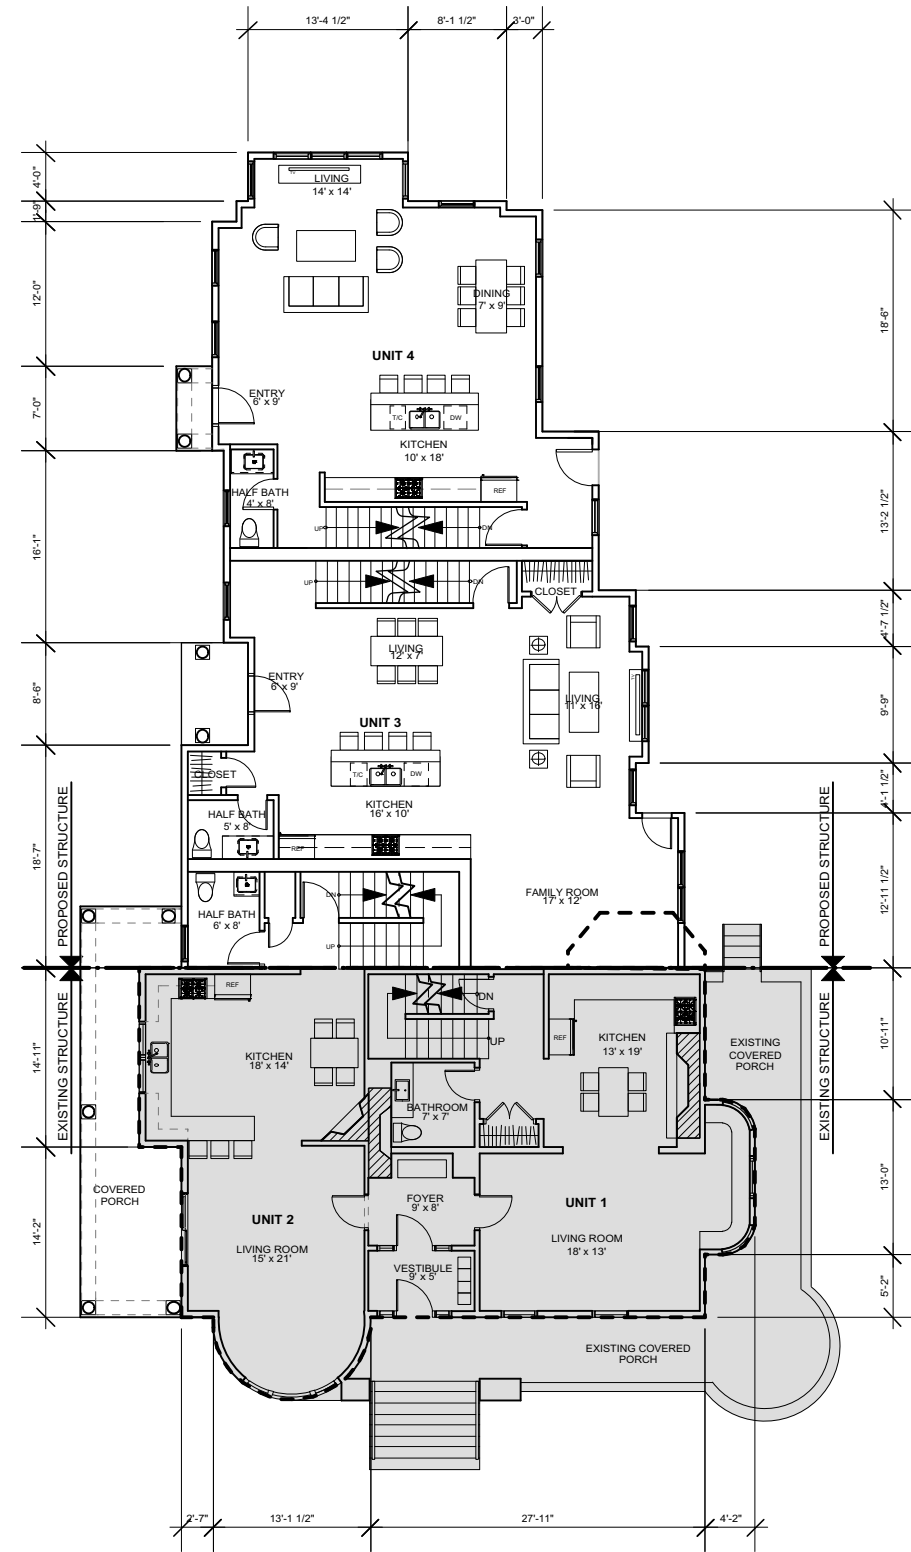 13'-4 1/2"
8'-1 1/2"
3'-0"
4'-0"
1'-9"
12'-0"
7'-0"
16'-1"
8'-6"
18'-7"
14'-11"
14'-2"
18'-6"
13'-2 1/2"
4'-7 1/2"
9'-9"
4'-1 1/2"
12'-11 1/2"
10'-11"
13'-0"
5'-2"
TV
LIVING
14' x 14'
DINING
7' x 9'
UNIT 4
ENTRY
6' x 9'
T/C
DW
KITCHEN
10' x 18'
HALF BATH
4' x 8'
REF
UP
DN
UP
DN
CLOSET
LIVING
12' x 7'
ENTRY
6' x 9'
LIVING
11' x 16'
TV
UNIT 3
T/C
DW
CLOSET
KITCHEN
16' x 10'
HALF BATH
5' x 8'
REF
PROPOSED STRUCTURE
PROPOSED STRUCTURE
FAMILY ROOM
17' x 12'
DN
UP
HALF BATH
6' x 8'
EXISTING STRUCTURE
EXISTING STRUCTURE
REF
DN
UP
REF
KITCHEN
18' x 14'
KITCHEN
13' x 19'
EXISTING
COVERED
PORCH
BATHROOM
7' x 7'
COVERED
PORCH
FOYER
9' x 8'
UNIT 2
UNIT 1
LIVING ROOM
15' x 21'
LIVING ROOM
18' x 13'
VESTIBULE
9' x 5'
EXISTING COVERED
PORCH
2'-7"
13'-1 1/2"
27'-11"
4'-2"